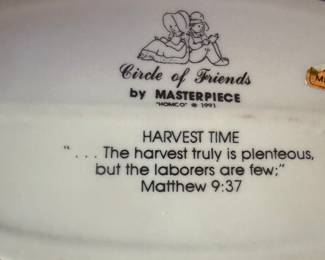 Circle of Friends
by MASTERPIECE
"HOMCO" © 1991
HARVEST TIME
". . . The harvest truly is plenteous,
but the laborers are few;"
Matthew 9:37